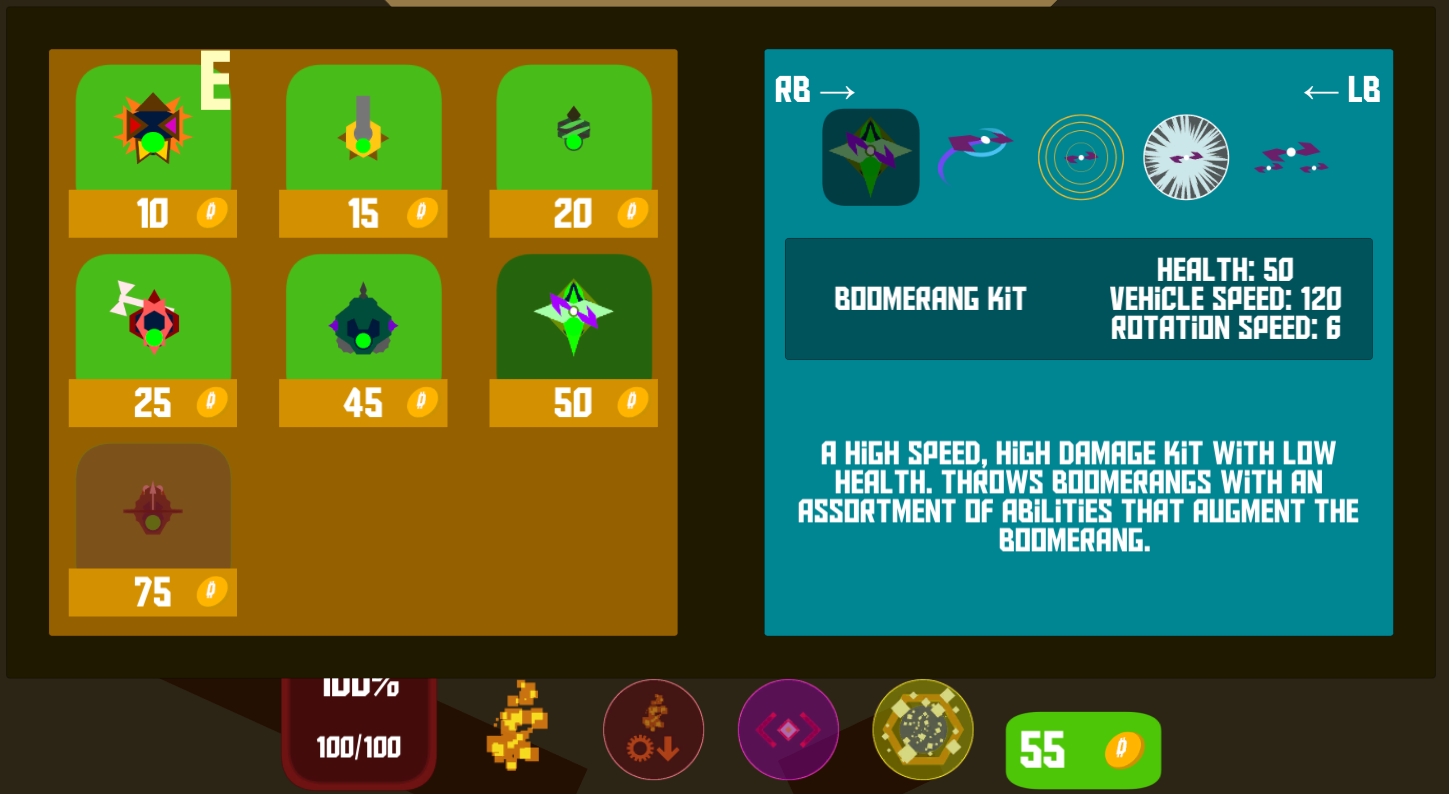 E
10
15
20
25
45
50
75
RB →
← LB
BOOMERANG KiT
HEALTH: 50
VEHiCLE SPEED: 120
ROTATiON SPEED: 6
A HiGH SPEED, HiGH DAMAGE KiT WiTH LOW
HEALTH. THROWS BOOMERANGS WiTH AN
ASSORTMENT OF ABiLiTiES THAT AUGMENT THE
BOOMERANG.
100%
100/100
55